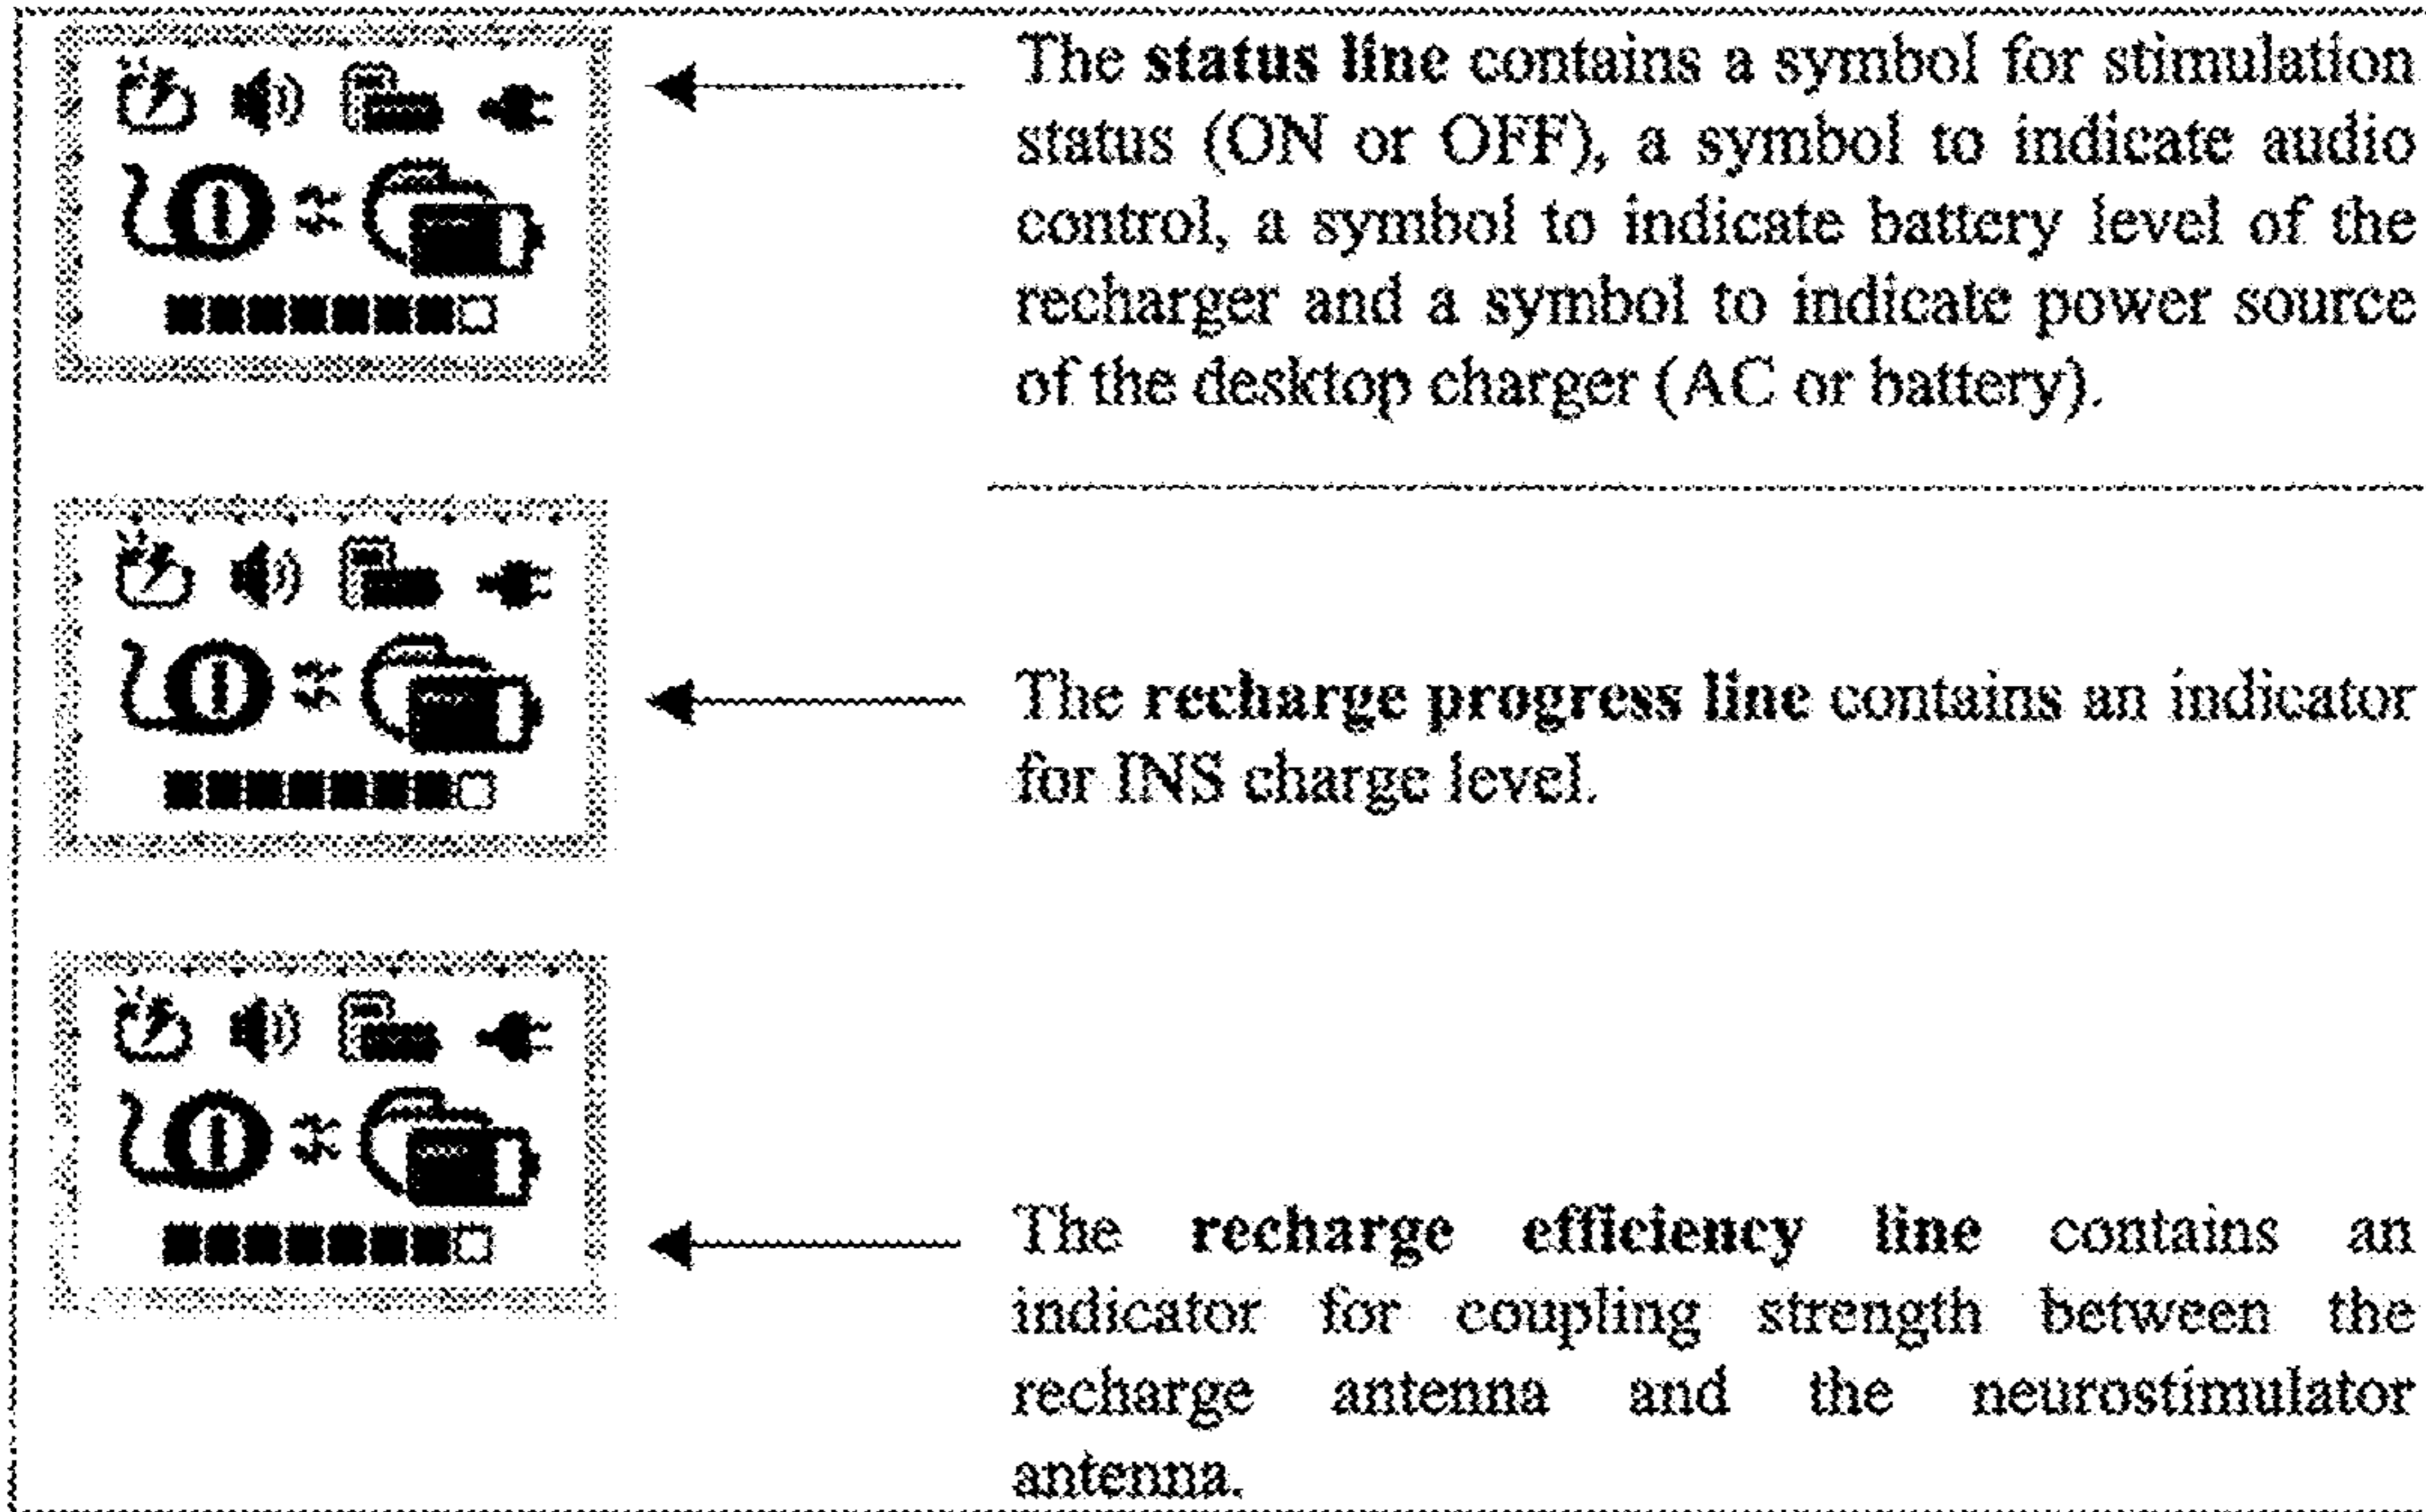 The status line contains a symbol for stimulation
status (ON or OFF), a symbol to indicate audio
control, a symbol to indicate battery level of the
recharger and a symbol to indicate power source
of the desktop charger (AC or battery).
The recharge progress line contains an indicator
for INS charge level.
The recharge efficiency line contains an
indicator for coupling strength between the
recharge antenna and the neurostimulator
antenna.